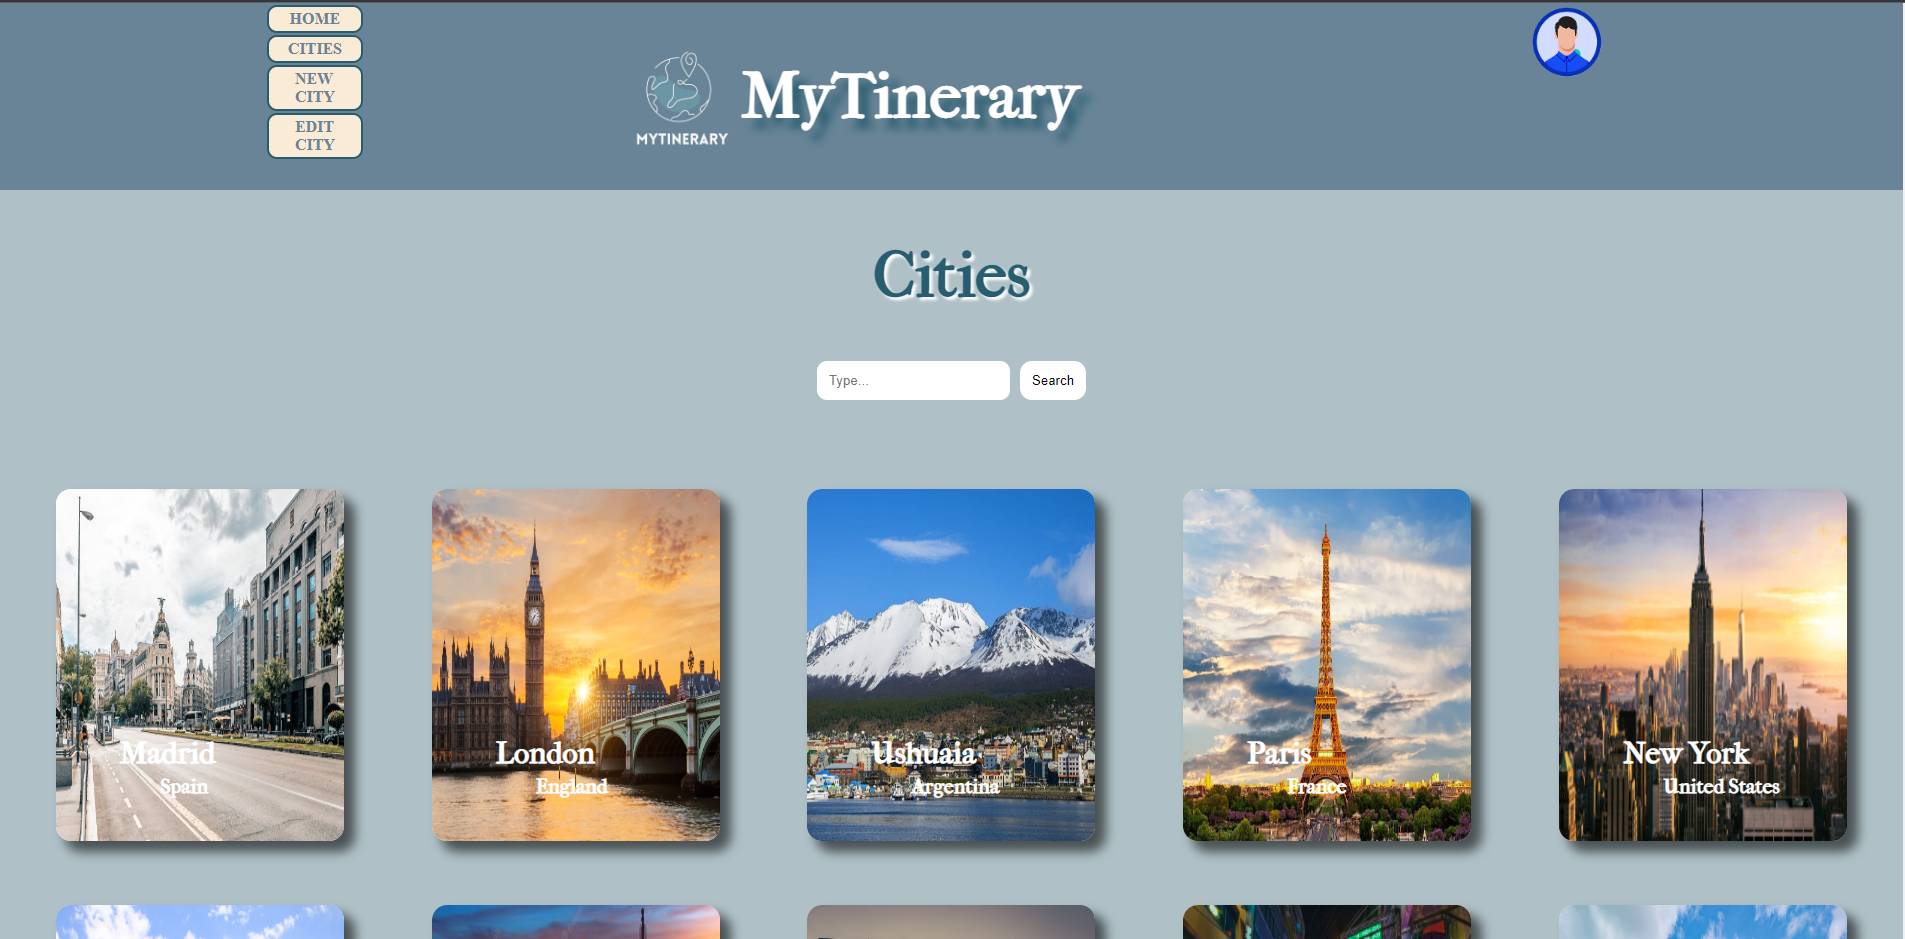 HOME
CITIES
NEW
CITY
EDIT
CITY
MYTINERARY
MyTinerary
Cities
Type...
Search
Madrid
Spain
London
England
Ushuaia
Argentina
Paris
France
New York
United States